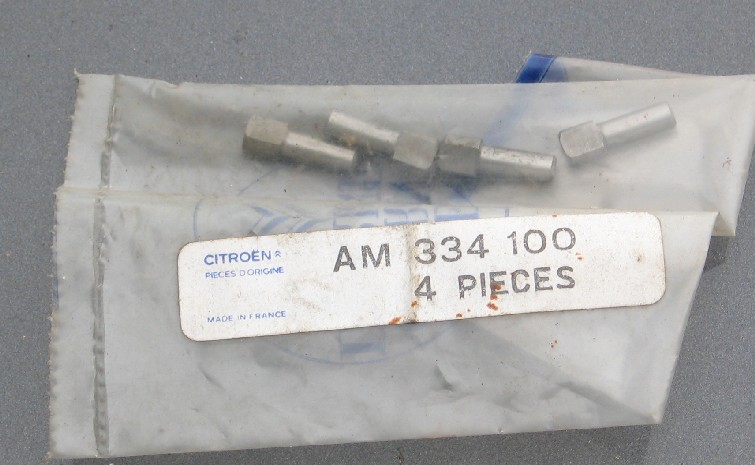 CITROËN®
PIECES D'ORIGINE
MADE IN FRANCE
AM 334 100
4 PIECES